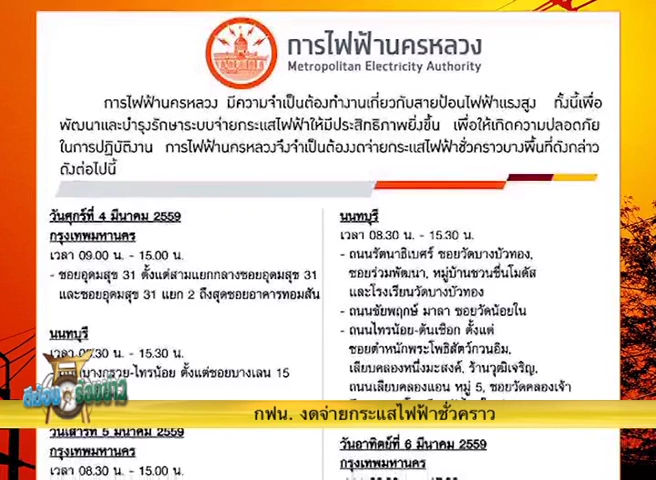 การไฟฟ้านครหลวง
Metropolitan Electricity Authority
การไฟฟ้านครหลวง มีความจำเป็นต้องทำงานเกี่ยวกับสายป้อนไฟฟ้าแรงสูง ทั้งนี้เพื่อ
พัฒนาและบำรุงรักษาระบบจ่ายกระแสไฟฟ้าให้มีประสิทธิภาพยิ่งขึ้น เพื่อให้เกิดความปลอดภัย
ในการปฏิบัติงาน การไฟฟ้านครหลวงจึงจำเป็นต้องงดจ่ายกระแสไฟฟ้าชั่วคราวบางพื้นที่ดังกล่าว
ดังต่อไปนี้
วันศุกร์ที่ 4 มีนาคม 2559
กรุงเทพมหานคร
เวลา 09.00 น. - 15.00 น.
- ซอยอุดมสุข 31 ตั้งแต่สามแยกกลางซอยอุดมสุข 31
และซอยอุดมสุข 31 แยก 2 ถึงสุดซอยอาคารทอมสัน
นนทบุรี
เวลา 30 น. - 15.30 น.
บางกรวย-ไทรน้อย ตั้งแต่ซอยบางเลน 15
วันเสาร์ที่ 5 มีนาคม 2559
กรุงเทพมหานคร
เวลา 08.30 น. - 15.00 น.
นนทบุรี
เวลา 08.30 น. - 15.30 น.
- ถนนรัตนาธิเบศร์ ซอยวัดบางบัวทอง,
ซอยร่วมพัฒนา, หมู่บ้านชวนชื่นโมดัส
และโรงเรียนวัดบางบัวทอง
- ถนนชัยพฤกษ์ มาลา ซอยวัดน้อยใน
- ถนนไทรน้อย-ต้นเชือก ตั้งแต่
ซอยตำหนักพระโพธิสัตว์กวนอิม,
เลียบคลองหนึ่งมะสงค์, ร้านวุฒิเจริญ,
ถนนเลียบคลองแอน หมู่ 5, ซอยวัดคลองเจ้า
วันอาทิตย์ที่ 6 มีนาคม 2559
กรุงเทพมหานคร
กฟน. งดจ่ายกระแสไฟฟ้าชั่วคราว